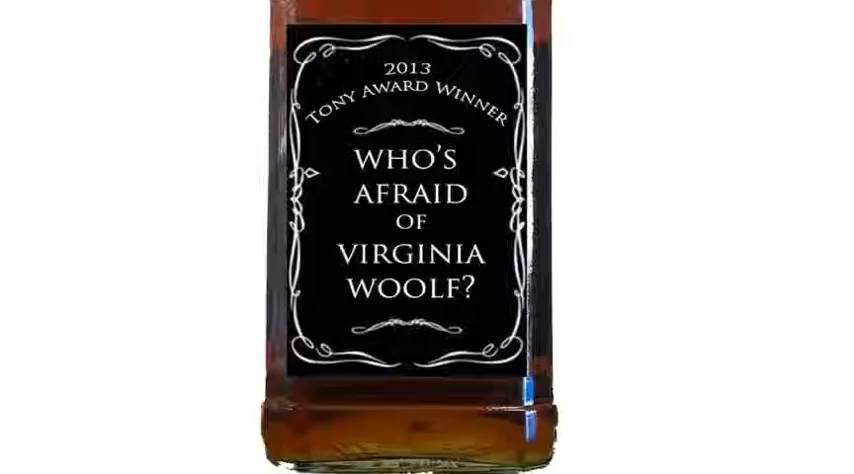 2013
TONY AWARD WINNER
WHO'S
AFRAID
OF
VIRGINIA
WOOLF?